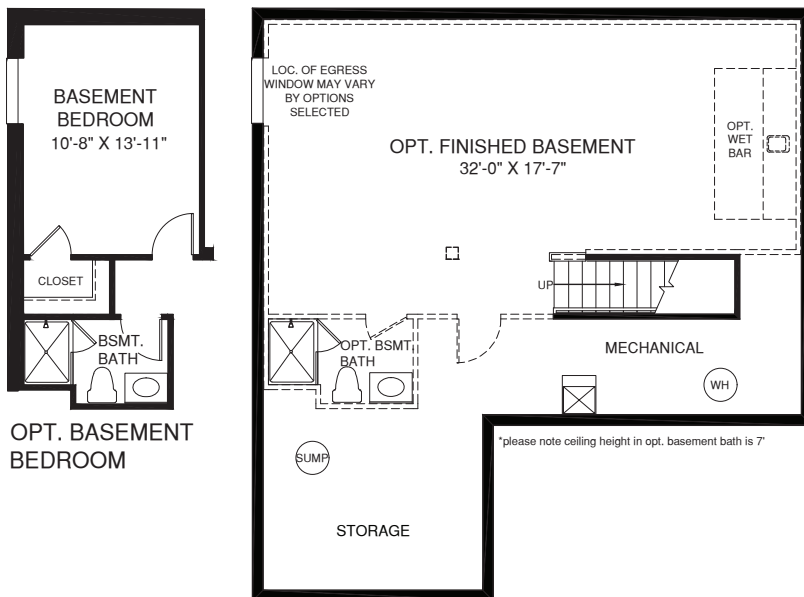 BASEMENT
BEDROOM
10'-8" X 13'-11"
CLOSET
BSMT.
BATH
OPT. BASEMENT
BEDROOM
LOC. OF EGRESS
WINDOW MAY VARY
BY OPTIONS
SELECTED
OPT. FINISHED BASEMENT
32'-0" X 17'-7"
OPT.
WET
BAR
UP
OPT. BSMT.
BATH
MECHANICAL
WH
*please note ceiling height in opt. basement bath is 7'
SUMP
STORAGE